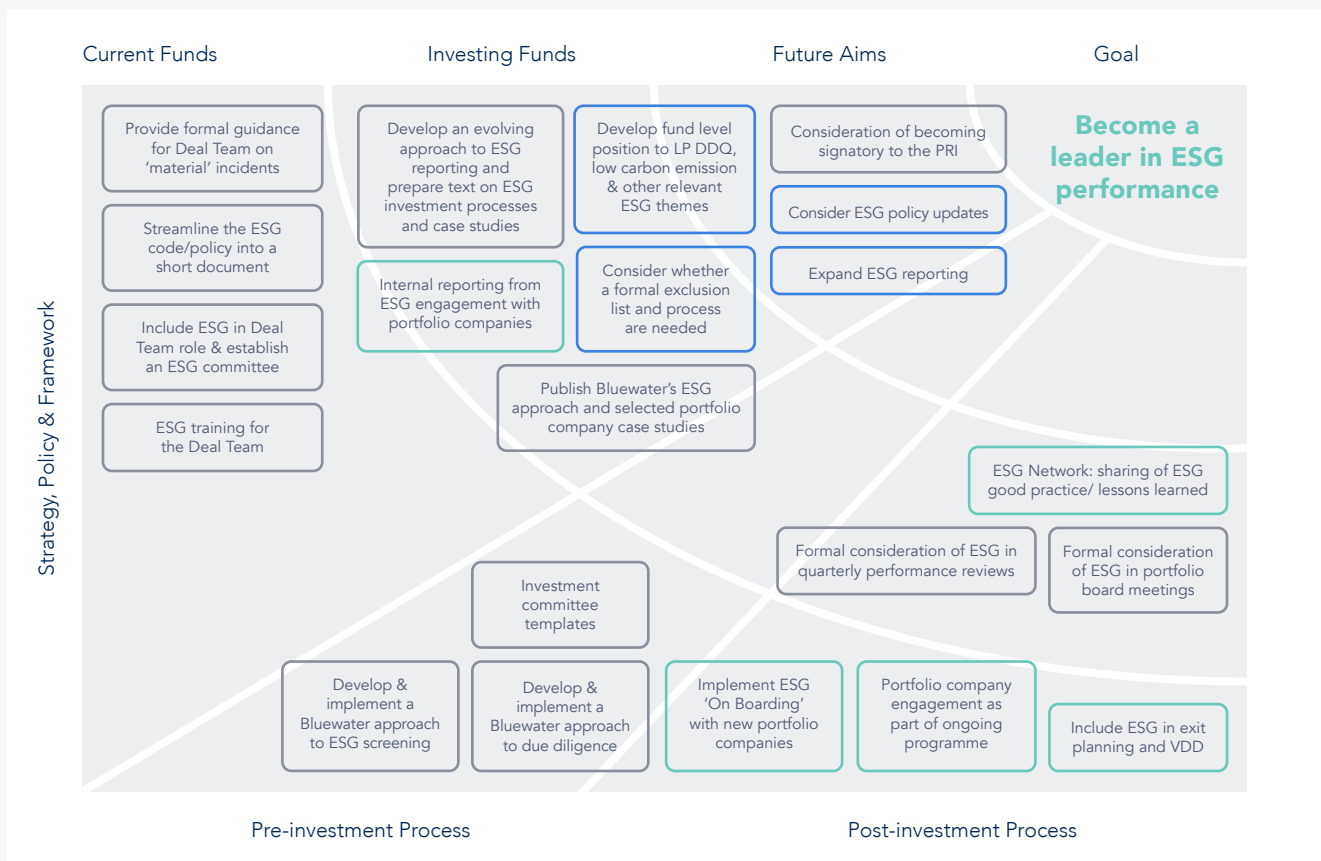 Current Funds
Investing Funds
Future Aims
Goal
Strategy, Policy & Framework
Provide formal guidance
for Deal Team on
‘material’ incidents
Streamline the ESG
code/policy into a
short document
Include ESG in Deal
Team role & establish
an ESG committee
ESG training for
the Deal Team
Develop an evolving
approach to ESG
reporting and
prepare text on ESG
investment processes
and case studies
Develop fund level
position to LP DDQ,
low carbon emission
& other relevant
ESG themes
Internal reporting from
ESG engagement with
portfolio companies
Consider whether
a formal exclusion
list and process
are needed
Publish Bluewater’s ESG
approach and selected portfolio
company case studies
Consideration of becoming
signatory to the PRI
Consider ESG policy updates
Expand ESG reporting
Become a
leader in ESG
performance
ESG Network: sharing of ESG
good practice/ lessons learned
Formal consideration of ESG in
quarterly performance reviews
Formal consideration
of ESG in portfolio
board meetings
Investment
committee
templates
Develop &
implement a
Bluewater approach
to ESG screening
Develop &
implement a
Bluewater approach
to due diligence
Implement ESG
‘On Boarding’
with new portfolio
companies
Portfolio company
engagement as
part of ongoing
programme
Include ESG in exit
planning and VDD
Pre-investment Process
Post-investment Process